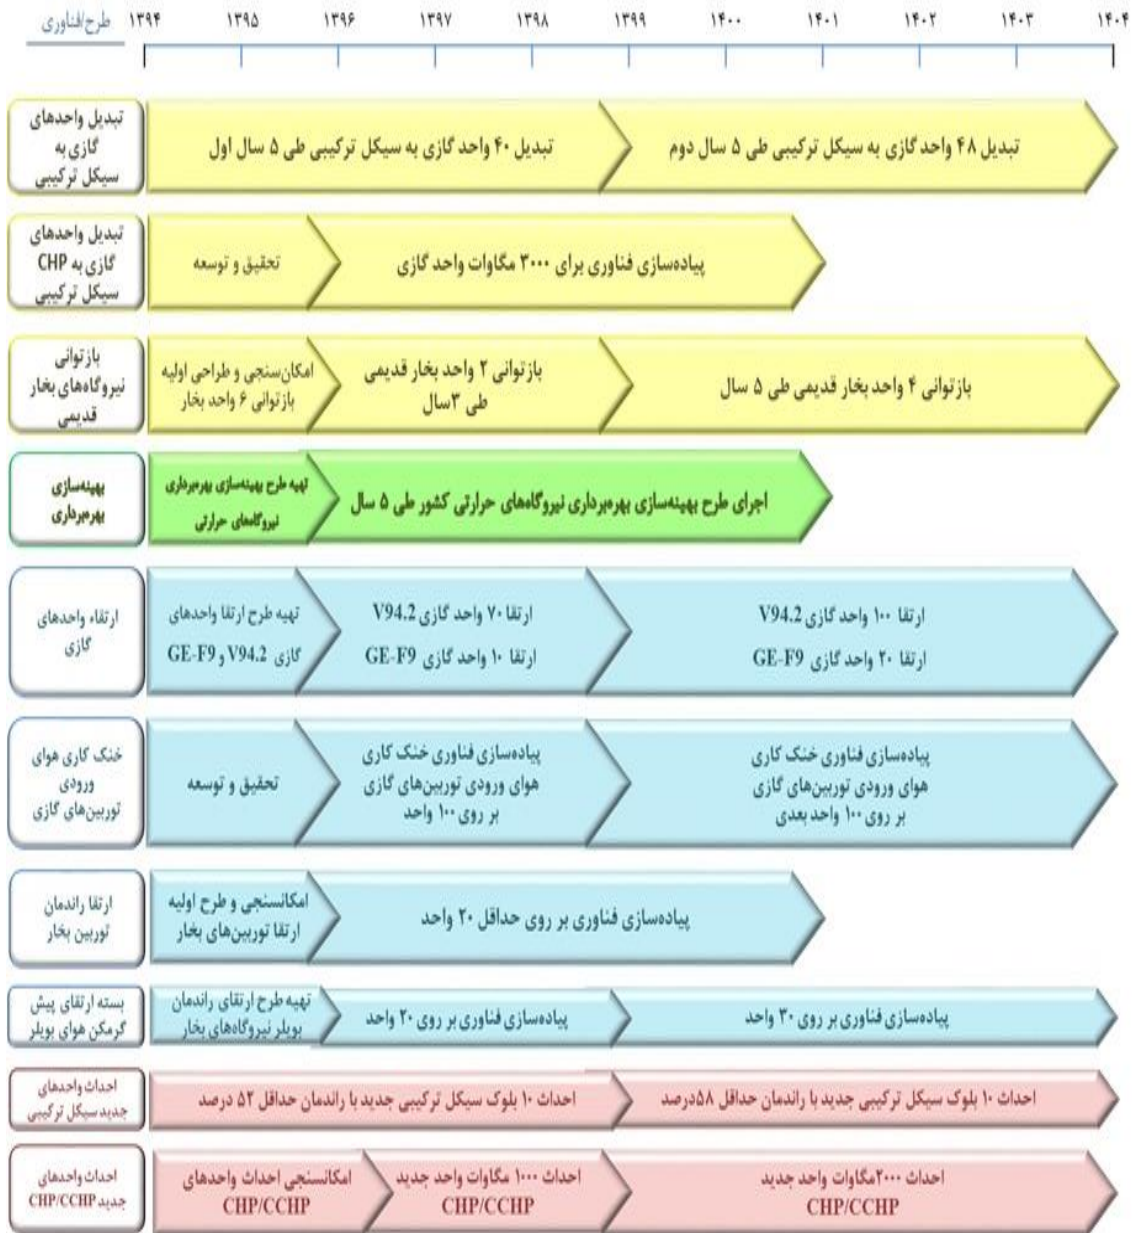 طرح/فناوری ۱۳۹۴ ۱۳۹۵ ۱۳۹۶ ۱۳۹۷ ۱۳۹۸ ۱۳۹۹ ۱۴۰۰ ۱۴۰۱ ۱۴۰۲ ۱۴۰۳ ۱۴۰۴
تبدیل واحدهای
گازی به
سیکل ترکیبی
تبدیل ۴۰ واحد گازی به سیکل ترکیبی طی ۵ سال اول
تبدیل ۴۸ واحد گازی به سیکل ترکیبی طی ۵ سال دوم
تبدیل واحدهای
گازی به CHP
سیکل ترکیبی
تحقیق و توسعه
پیاده‌سازی فناوری برای ۳۰۰۰ مگاوات واحد گازی
بازتوانی
نیروگاه‌های بخار
قدیمی
امکان‌سنجی و طراحی اولیه
بازتوانی ۶ واحد بخار
بازتوانی ۲ واحد بخار قدیمی
طی ۳سال
بازتوانی ۴ واحد بخار قدیمی طی ۵ سال
بهینه‌سازی
بهره‌برداری
تهیه طرح بهینه‌سازی بهره‌برداری
نیروگاه‌های حرارتی
اجرای طرح بهینه‌سازی بهره‌برداری نیروگاه‌های حرارتی کشور طی ۵ سال
ارتقاء واحدهای
گازی
تهیه طرح ارتقا واحدهای
گازی V94.2 و GE-F9
ارتقا ۷۰ واحد گازی V94.2
ارتقا ۱۰ واحد گازی GE-F9
ارتقا ۱۰۰ واحد گازی V94.2
ارتقا ۲۰ واحد گازی GE-F9
خنک کاری هوای
ورودی
توربین‌های گازی
تحقیق و توسعه
پیاده‌سازی فناوری خنک کاری
هوای ورودی توربین‌های گازی
بر روی ۱۰۰ واحد
پیاده‌سازی فناوری خنک کاری
هوای ورودی توربین‌های گازی
بر روی ۱۰۰ واحد بعدی
ارتقا راندمان
توربین بخار
امکانسنجی و طرح اولیه
ارتقا توربین‌های بخار
پیاده‌سازی فناوری بر روی حداقل ۲۰ واحد
بسته ارتقای پیش
گرمکن هوای بویلر
تهیه طرح ارتقای راندمان
بویلر نیروگاه‌های بخار
پیاده‌سازی فناوری بر روی ۲۰ واحد
پیاده‌سازی فناوری بر روی ۳۰ واحد
احداث واحدهای
جدید سیکل ترکیبی
احداث ۱۰ بلوک سیکل ترکیبی جدید با راندمان حداقل ۵۲ درصد
احداث ۱۰ بلوک سیکل ترکیبی جدید با راندمان حداقل ۵۸درصد
احداث واحدهای
جدید CHP/CCHP
امکانسنجی احداث واحدهای
CHP/CCHP
احداث ۱۰۰۰ مگاوات واحد جدید
CHP/CCHP
احداث ۲۰۰۰مگاوات واحد جدید
CHP/CCHP